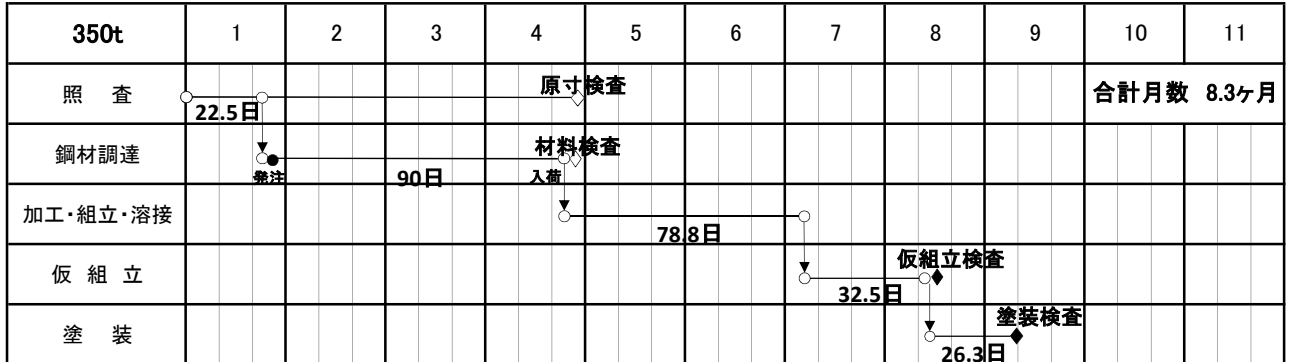 350t 1 2 3 4 5 6 7 8 9 10 11
照 査 22.5日 原寸検査 合計月数 8.3ヶ月
鋼材調達 発注 90日 入荷 材料検査
加工・組立・溶接 78.8日
仮 組 立 32.5日 仮組立検査
塗 装 26.3日 塗装検査